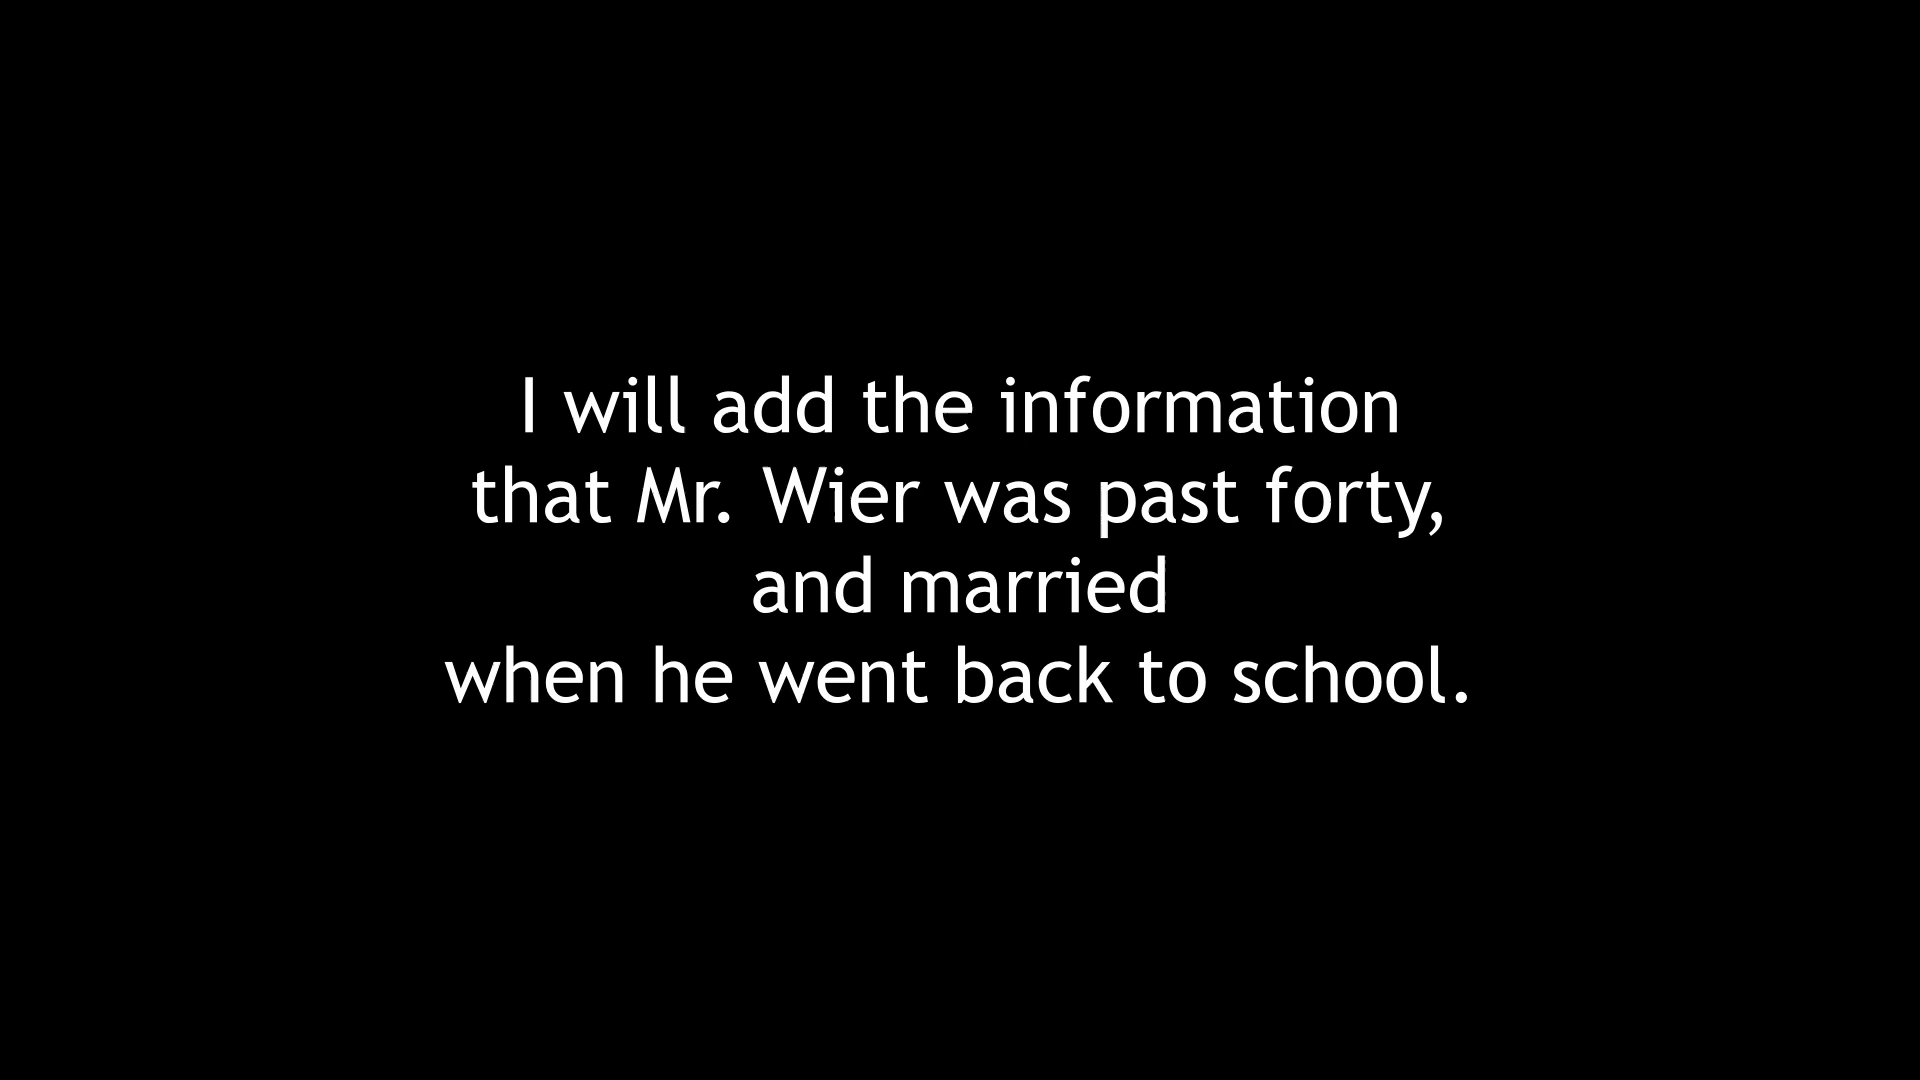 I will add the information
that Mr. Wier was past forty,
and married
when he went back to school.